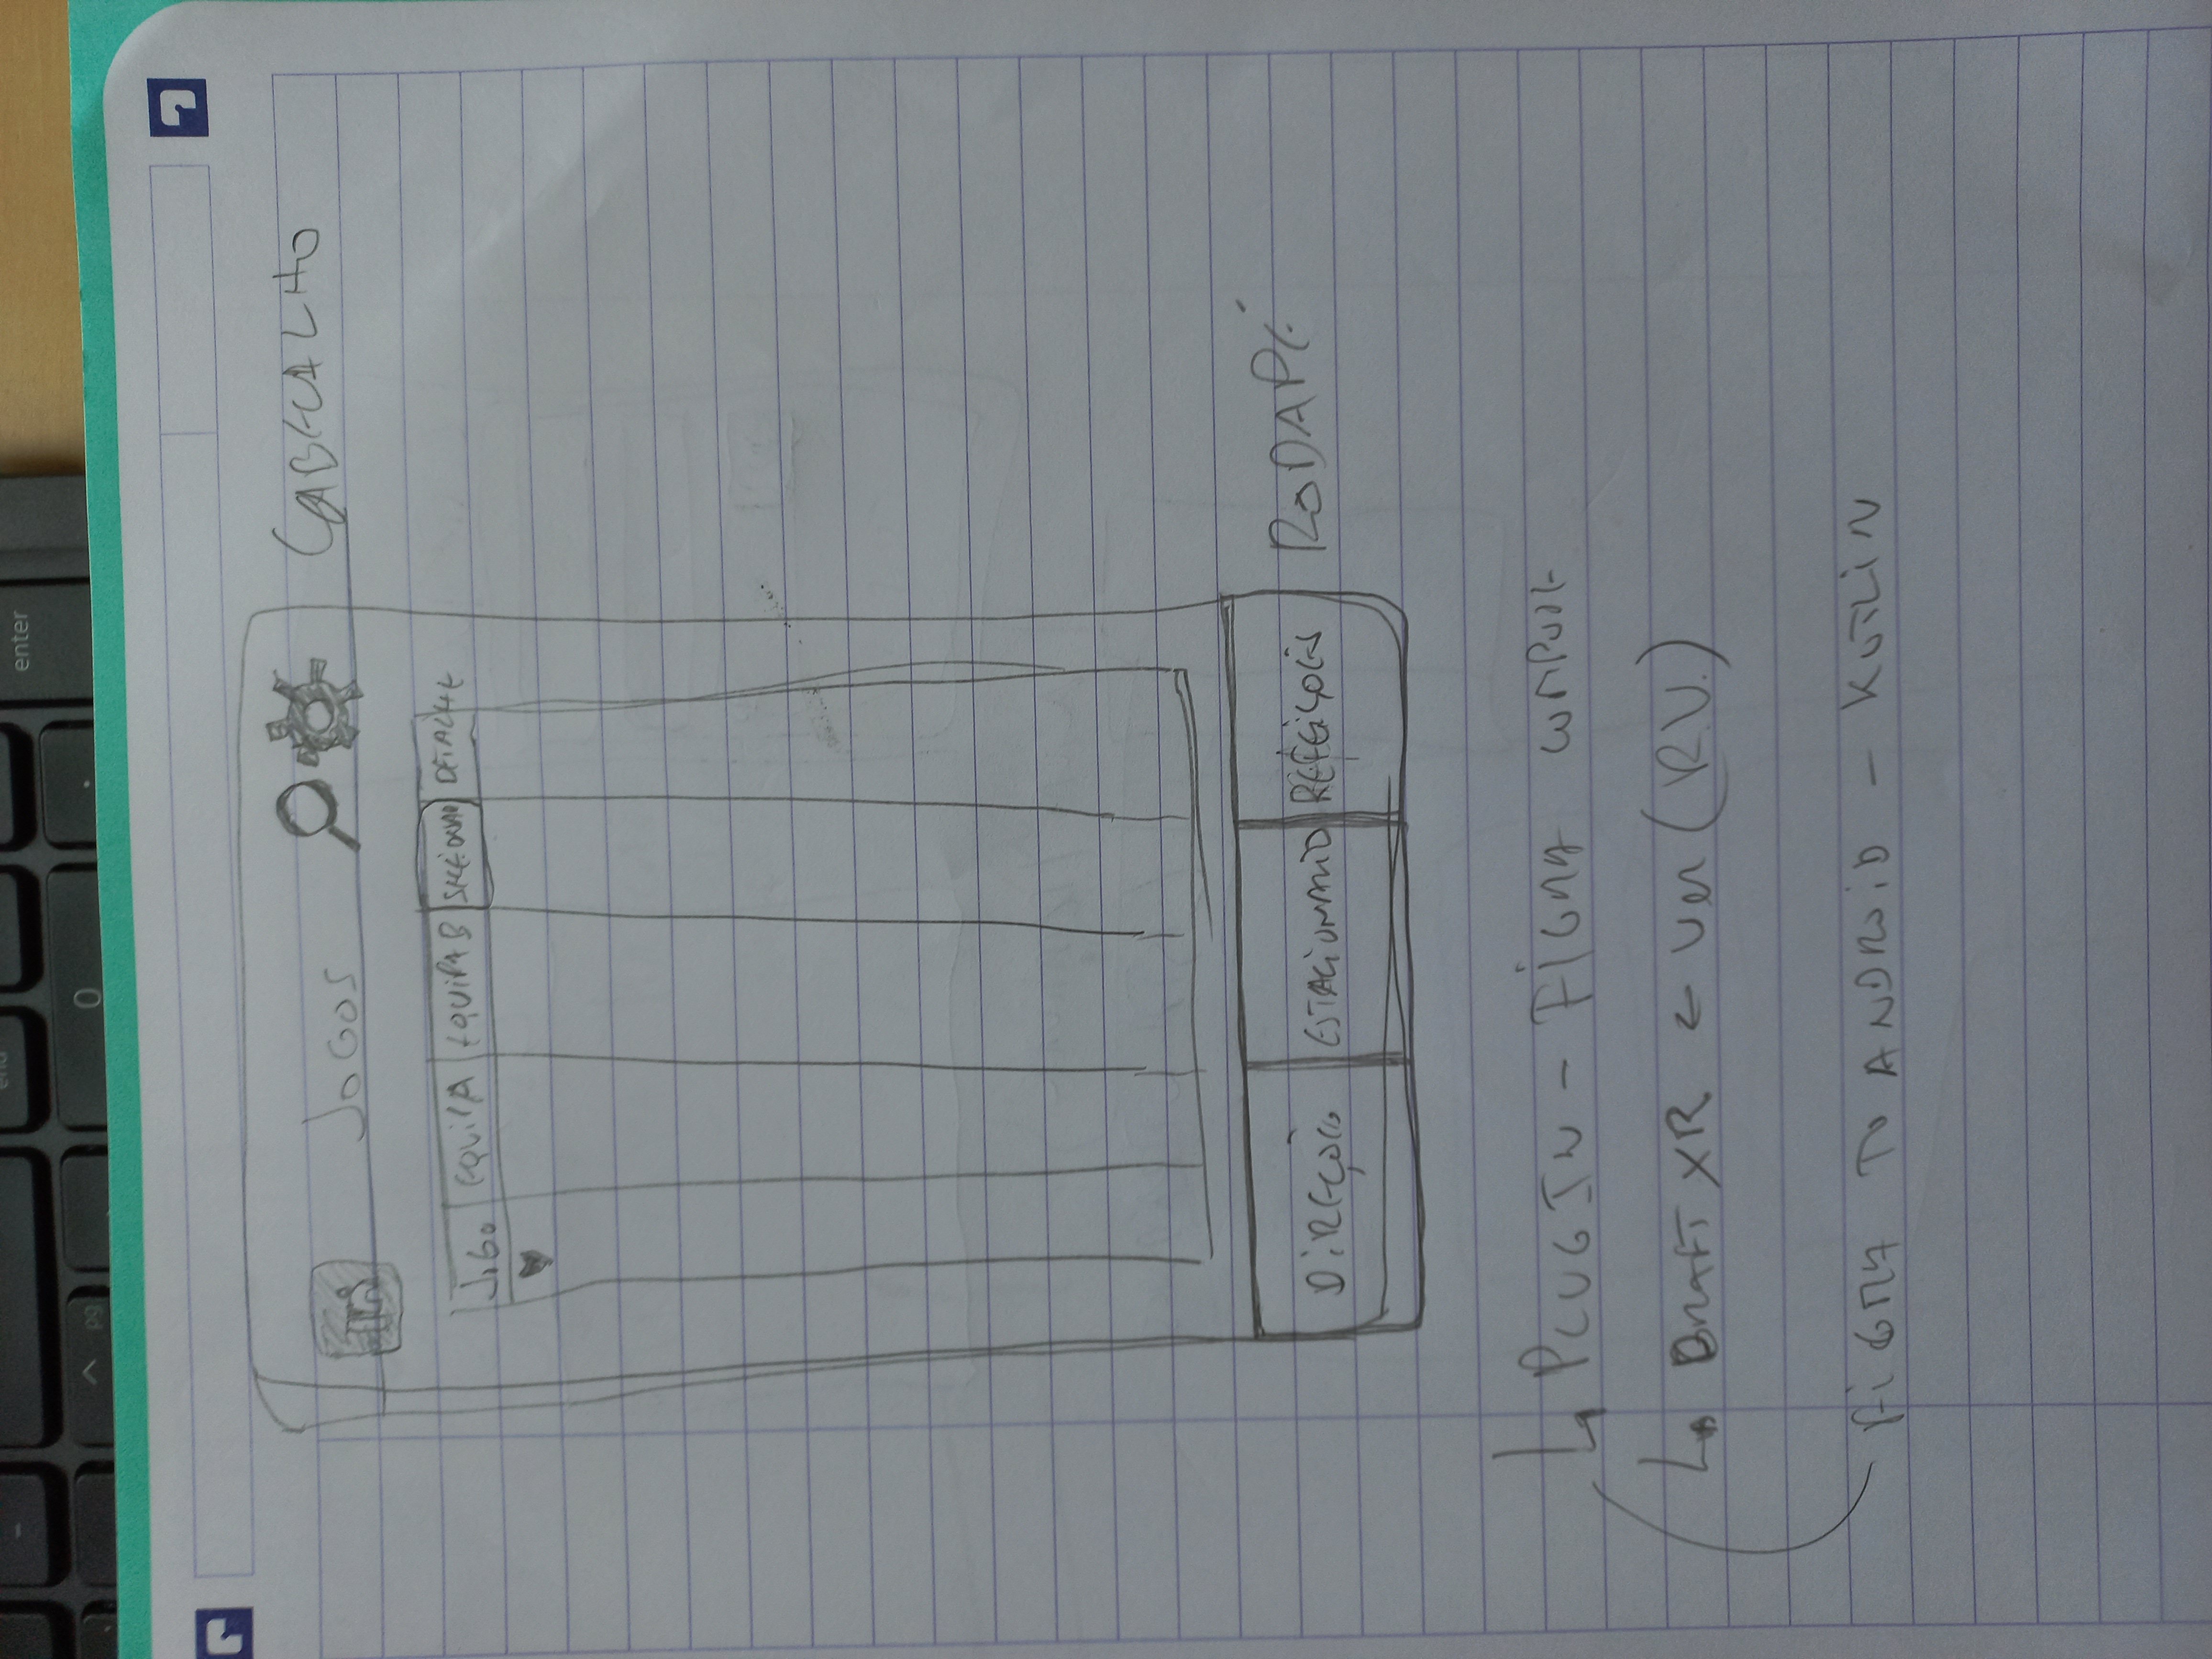 enter
end
pg
0
JOGOS
CABEÇALHO
JOGO EQUIPA EQUIPA B DETALHE
DIREÇÕES ESTACIONAMENTO REFEIÇÕES
RODAPÉ
PLUGIN - FIGMA COMPOSE
DRAFT XR ← Ver (R.V.)
FIGMA TO ANDROID - KOTLIN